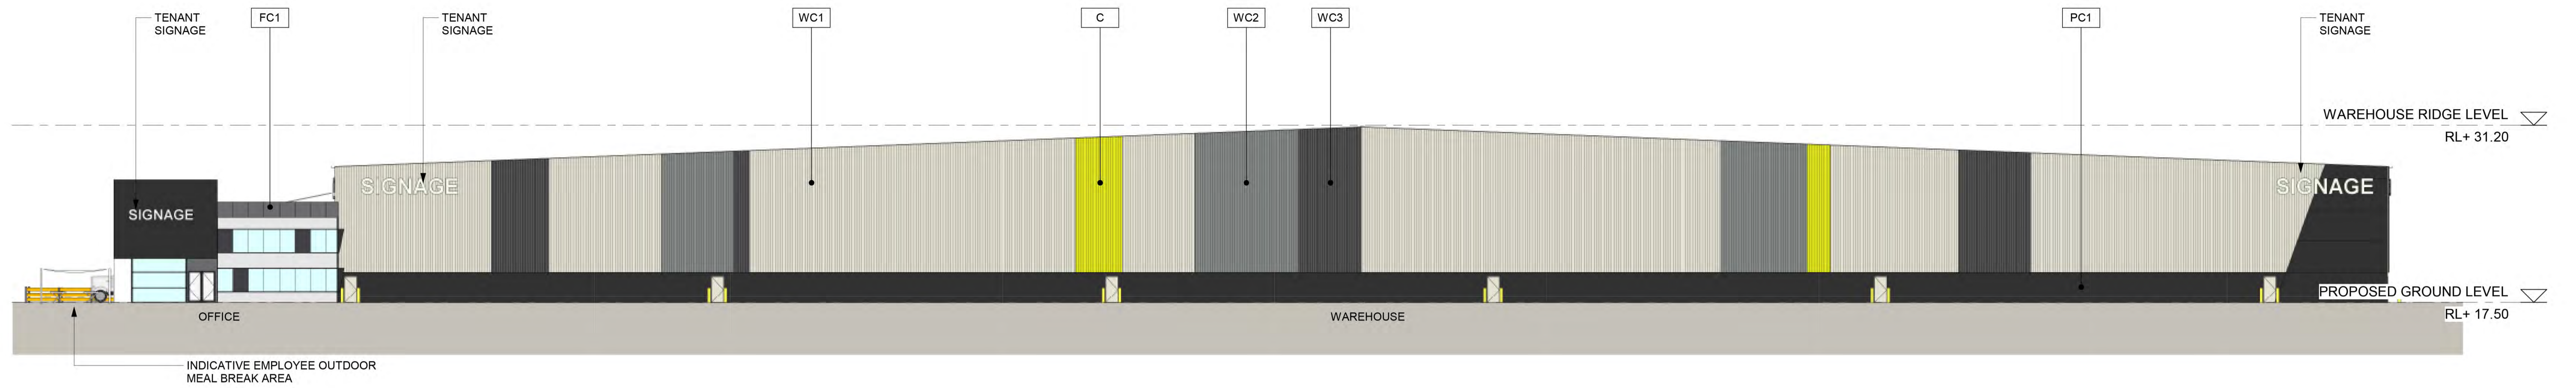 TENANT
SIGNAGE
FC1
TENANT
SIGNAGE
WC1
C
WC2
WC3
PC1
TENANT
SIGNAGE
WAREHOUSE RIDGE LEVEL
RL+ 31.20
SIGNAGE
SIGNAGE
SIGNAGE
PROPOSED GROUND LEVEL
RL+ 17.50
OFFICE
WAREHOUSE
INDICATIVE EMPLOYEE OUTDOOR
MEAL BREAK AREA